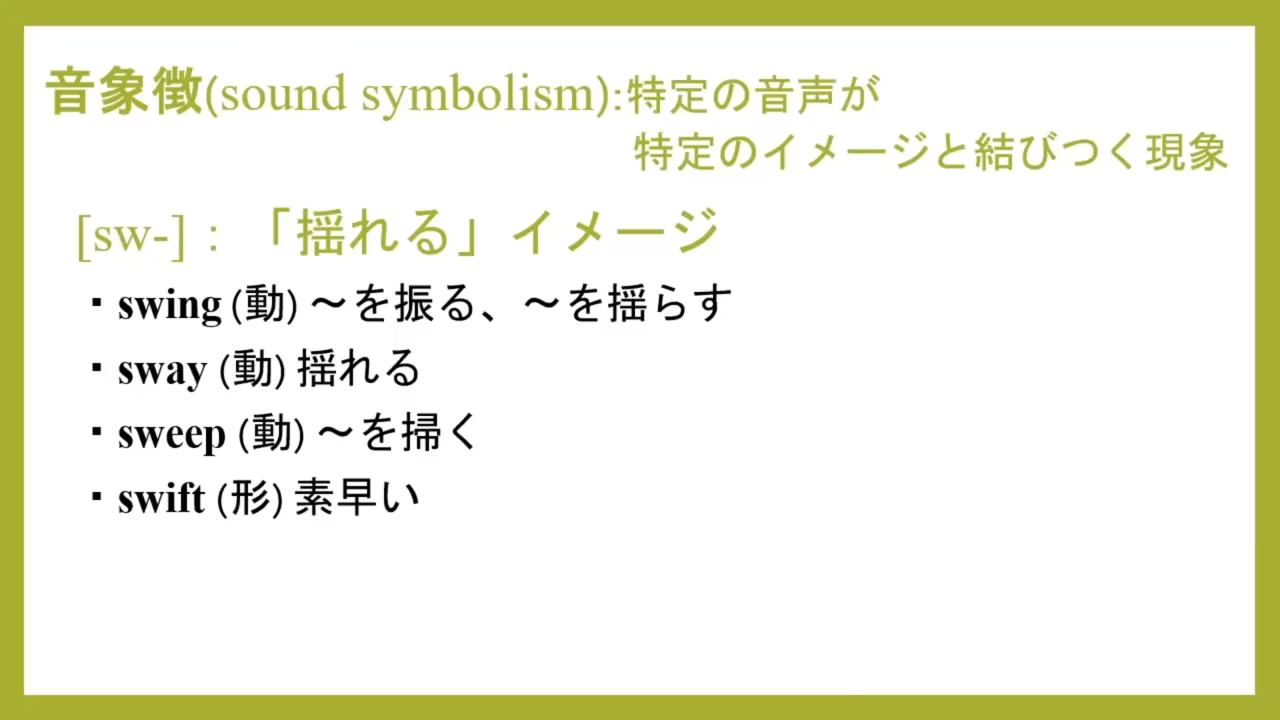 音象徴(sound symbolism):特定の音声が
特定のイメージと結びつく現象
[sw-]：「揺れる」イメージ
・swing (動) ～を振る、～を揺らす
・sway (動) 揺れる
・sweep (動) ～を掃く
・swift (形) 素早い